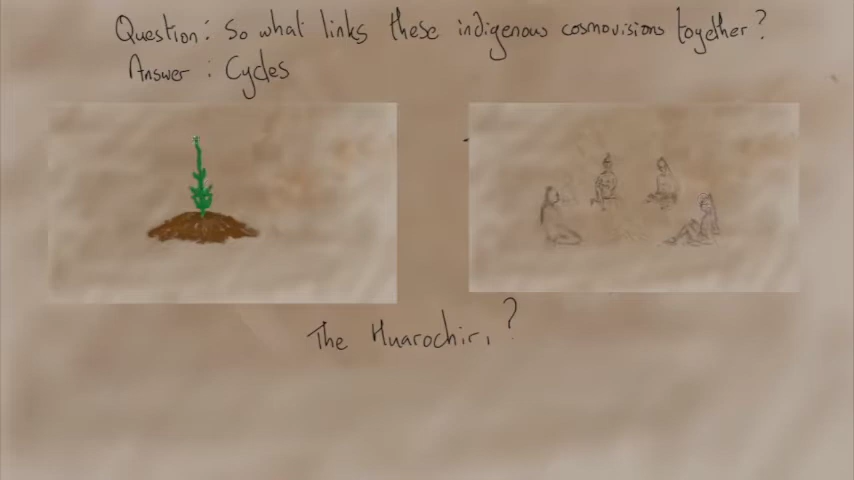 Question: So what links these indigenous cosmovisions together?
Answer: Cycles
The Huarochiri?